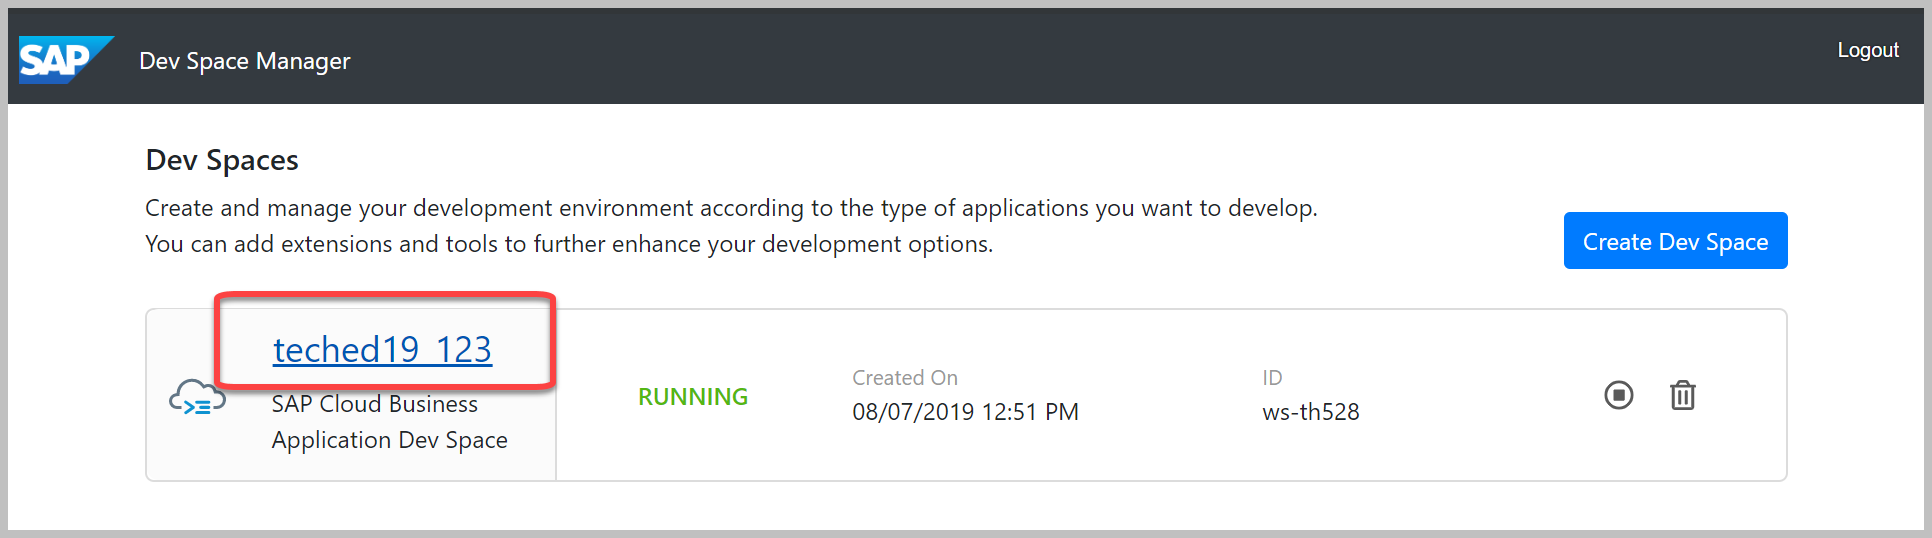 SAP
Dev Space Manager
Logout
Dev Spaces
Create and manage your development environment according to the type of applications you want to develop.
You can add extensions and tools to further enhance your development options.
Create Dev Space
teched19_123
SAP Cloud Business
Application Dev Space
RUNNING
Created On
08/07/2019 12:51 PM
ID
ws-th528